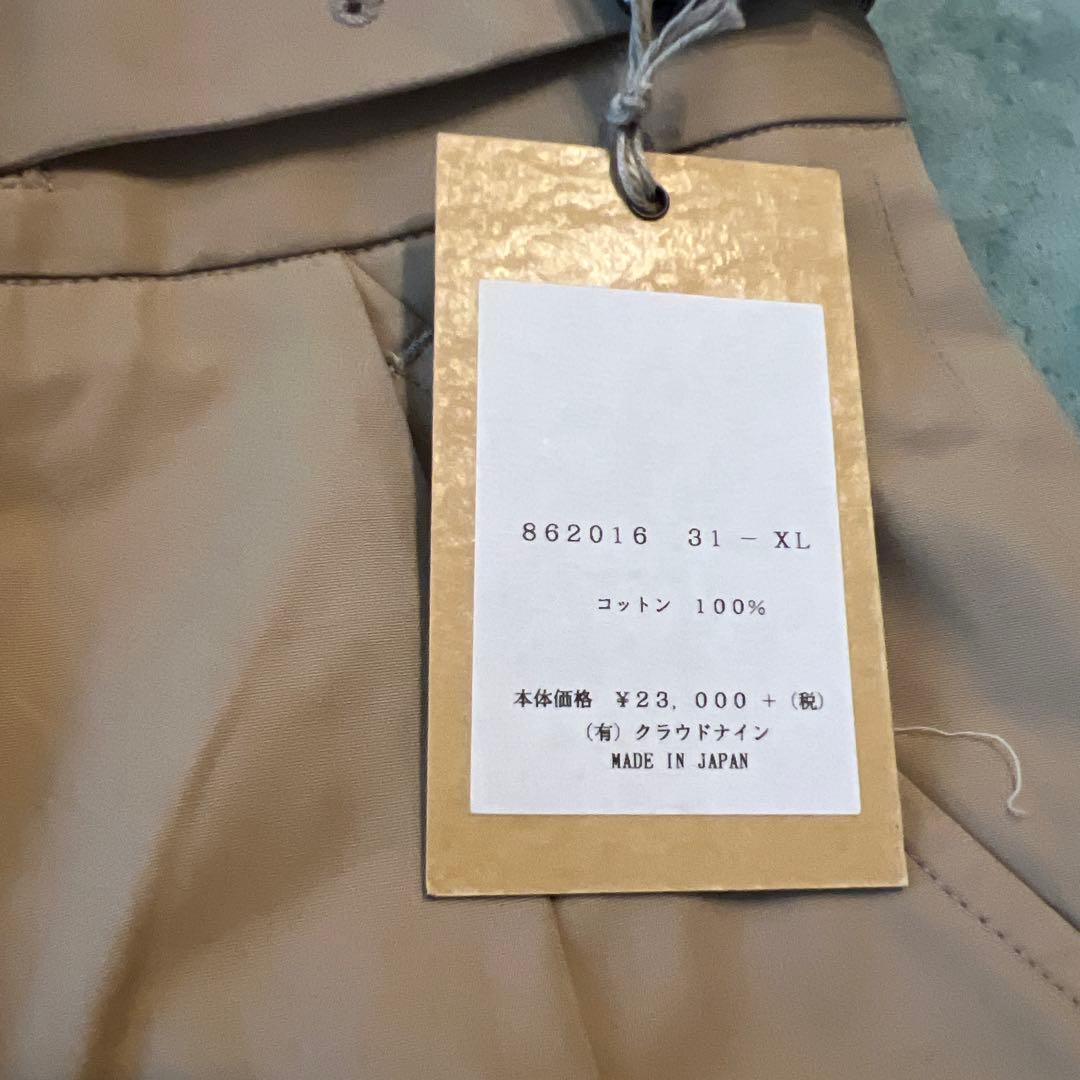 862016 31 - XL
コットン 100%
本体価格 ¥23,000 + (税)
(有) クラウドナイン
MADE IN JAPAN